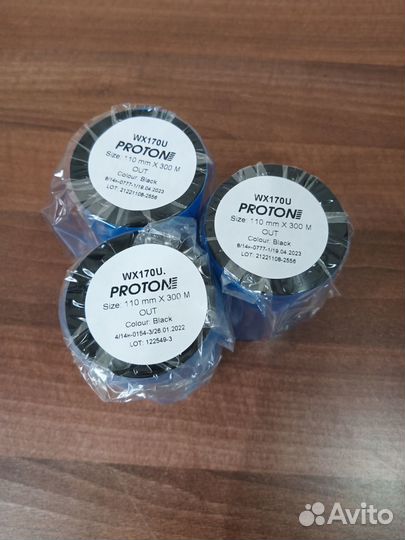 WX170U
PROTON
Size: 110 mm X 300 M
OUT
Colour: Black
8/14н-0777-1/19.04.2023
LOT: 21221108-2556
WX170U
PROTON
Size: 110 mm X 300 M
OUT
Colour: Black
8/14н-0777-1/19.04.2023
LOT: 21221108-2556
WX170U.
PROTON
Size: 110 mm X 300 M
OUT
Colour: Black
4/14н-0154-3/26.01.2022
LOT: 122549-3
Avito